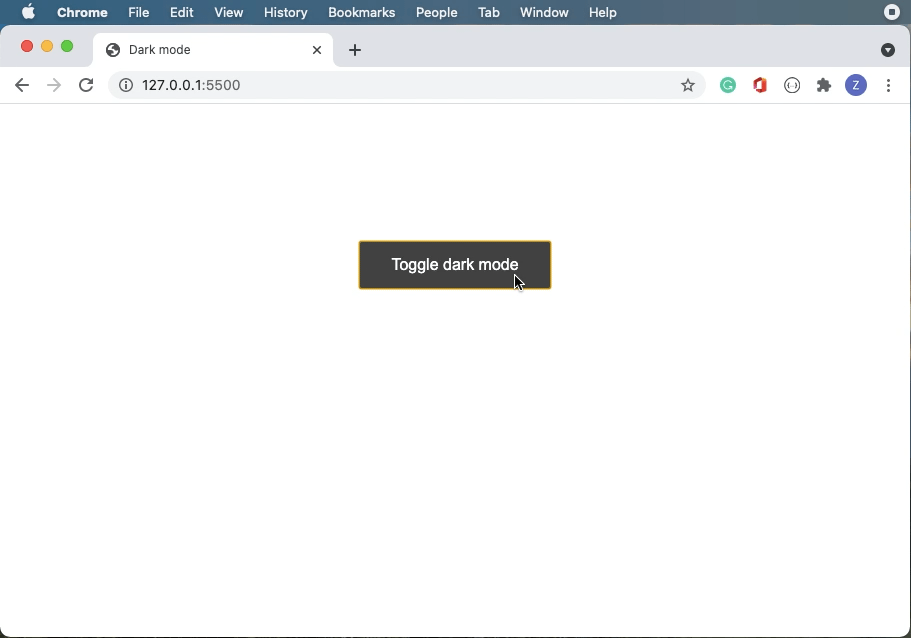 Chrome File Edit View History Bookmarks People Tab Window Help
Dark mode
127.0.0.1:5500
G
Z
Toggle dark mode